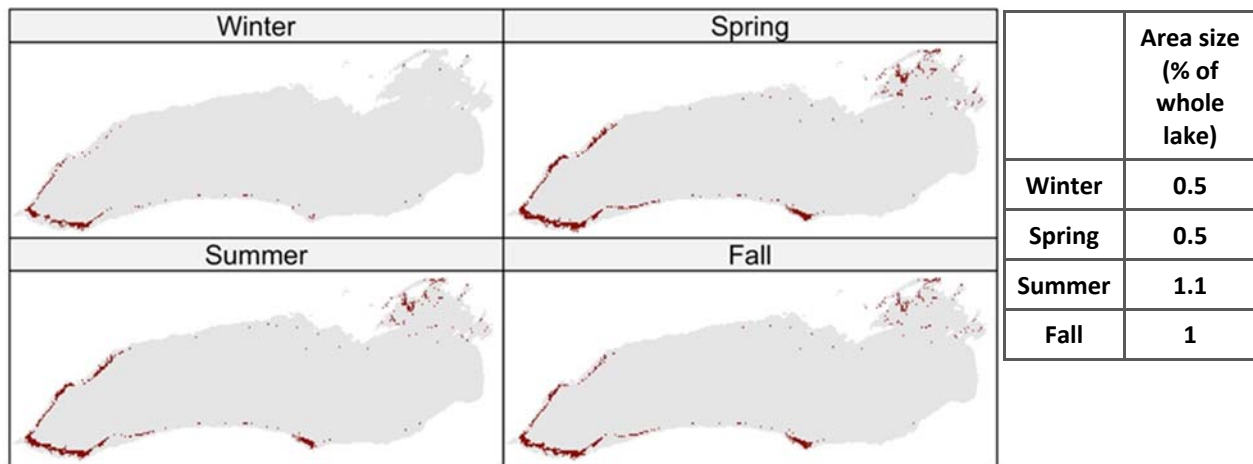 Winter
Spring
Summer
Fall
Area size
(% of
whole
lake)
Winter 0.5
Spring 0.5
Summer 1.1
Fall 1